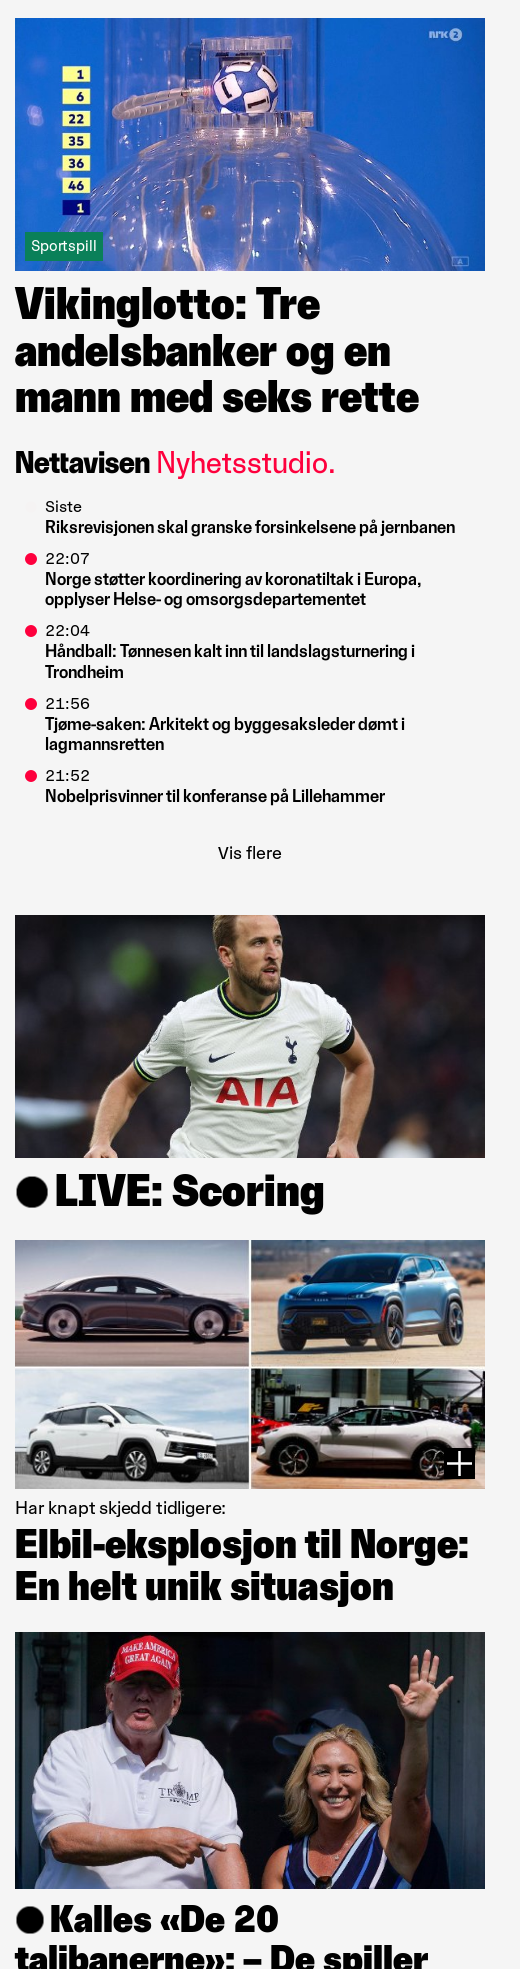 nrk 2
1
6
22
35
36
46
1
Sportspill
A
Vikinglotto: Tre
andelsbanker og en
mann med seks rette
Nettavisen Nyhetsstudio.
Siste
Riksrevisjonen skal granske forsinkelsene på jernbanen
22:07
Norge støtter koordinering av koronatiltak i Europa,
opplyser Helse- og omsorgsdepartementet
22:04
Håndball: Tønnesen kalt inn til landslagsturnering i
Trondheim
21:56
Tjøme-saken: Arkitekt og byggesaksleder dømt i
lagmannsretten
21:52
Nobelprisvinner til konferanse på Lillehammer
Vis flere
AIA
LIVE: Scoring
Har knapt skjedd tidligere:
Elbil-eksplosjon til Norge:
En helt unik situasjon
MAKE AMERICA
GREAT AGAIN
TRUMP
Kalles «De 20
talibanerne»: – De spiller